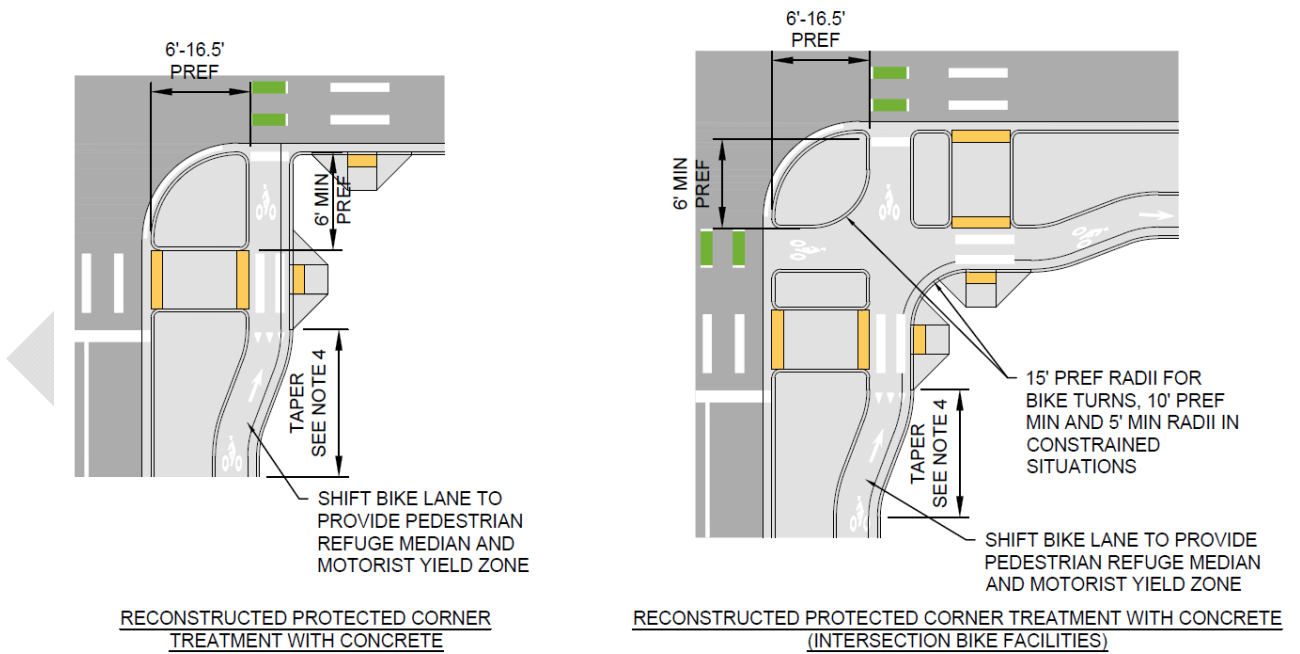 6'-16.5'
PREF
6' MIN
PREF
TAPER
SEE NOTE 4
SHIFT BIKE LANE TO
PROVIDE PEDESTRIAN
REFUGE MEDIAN AND
MOTORIST YIELD ZONE
RECONSTRUCTED PROTECTED CORNER
TREATMENT WITH CONCRETE
6'-16.5'
PREF
6' MIN
PREF
15' PREF RADII FOR
BIKE TURNS, 10' PREF
MIN AND 5' MIN RADII IN
CONSTRAINED
SITUATIONS
TAPER
SEE NOTE 4
SHIFT BIKE LANE TO PROVIDE
PEDESTRIAN REFUGE MEDIAN
AND MOTORIST YIELD ZONE
RECONSTRUCTED PROTECTED CORNER TREATMENT WITH CONCRETE
(INTERSECTION BIKE FACILITIES)